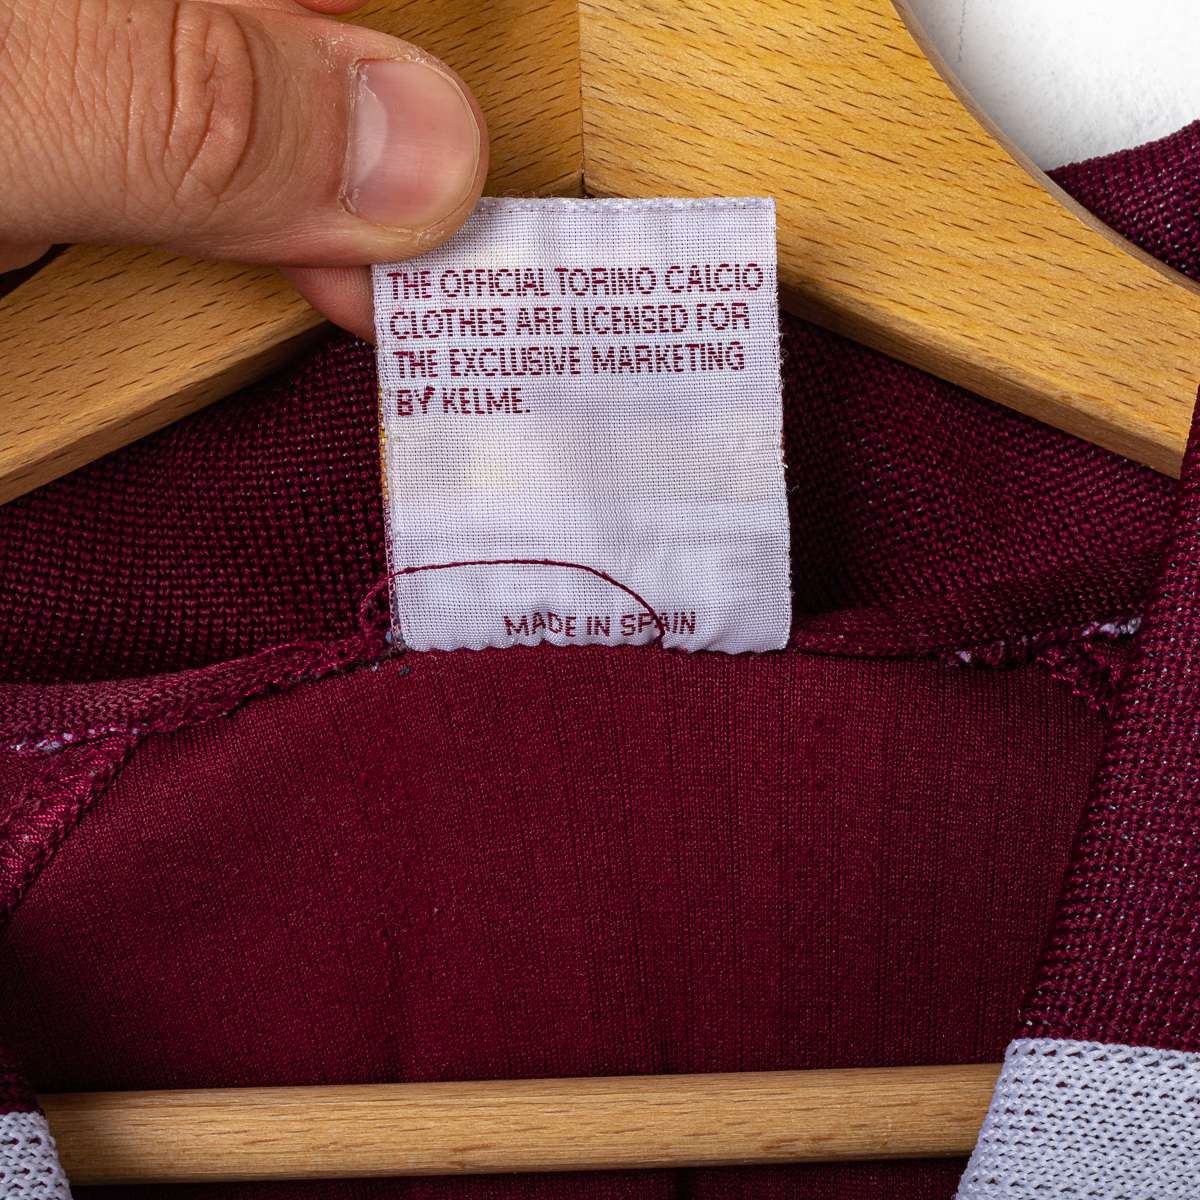 THE OFFICIAL TORINO CALCIO
CLOTHES ARE LICENSED FOR
THE EXCLUSIVE MARKETING
BY KELME.
MADE IN SPAIN